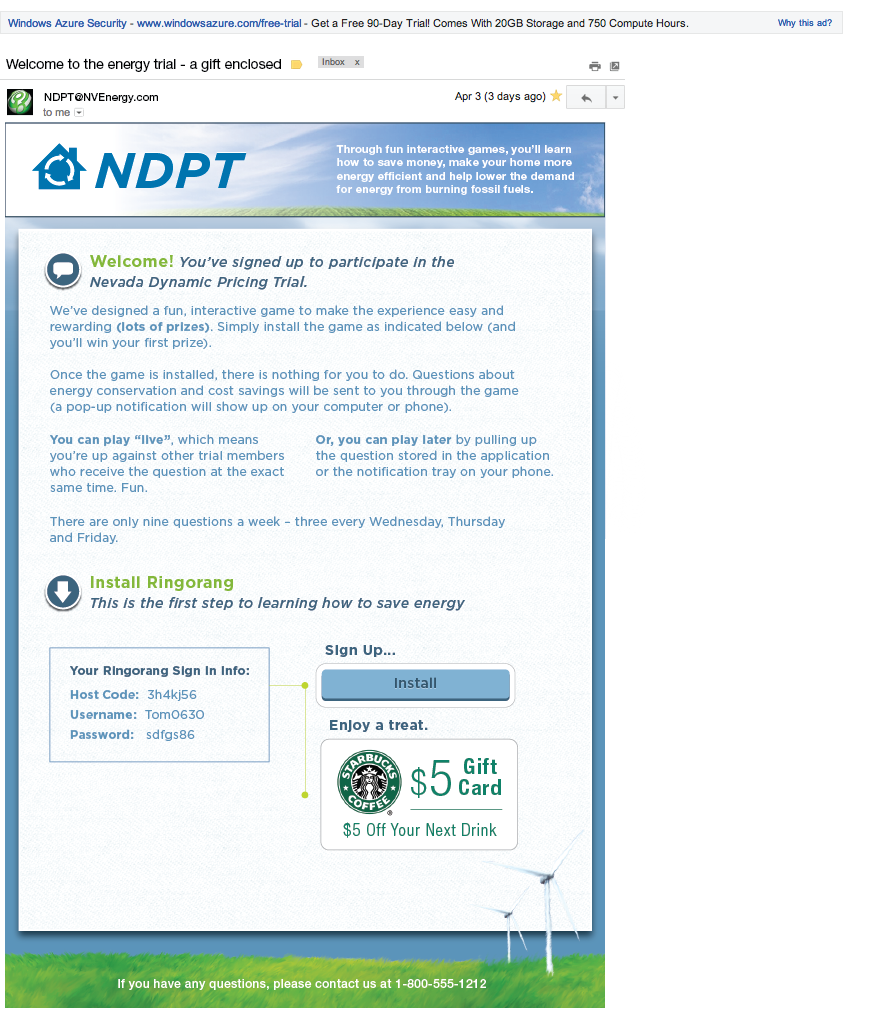 Windows Azure Security - www.windowsazure.com/free-trial - Get a Free 90-Day Trial! Comes With 20GB Storage and 750 Compute Hours.
Why this ad?
Welcome to the energy trial - a gift enclosed
Inbox x
NDPT@NVEnergy.com
Apr 3 (3 days ago)
to me
NDPT
Through fun interactive games, you'll learn
how to save money, make your home more
energy efficient and help lower the demand
for energy from burning fossil fuels.
Welcome! You've signed up to participate in the
Nevada Dynamic Pricing Trial.
We've designed a fun, interactive game to make the experience easy and
rewarding (lots of prizes). Simply install the game as indicated below (and
you'll win your first prize).
Once the game is installed, there is nothing for you to do. Questions about
energy conservation and cost savings will be sent to you through the game
(a pop-up notification will show up on your computer or phone).
You can play “live”, which means
you're up against other trial members
who receive the question at the exact
same time. Fun.
Or, you can play later by pulling up
the question stored in the application
or the notification tray on your phone.
There are only nine questions a week – three every Wednesday, Thursday
and Friday.
Install Ringorang
This is the first step to learning how to save energy
Your Ringorang Sign In Info:
Host Code: 3h4kj56
Username: Tom0630
Password: sdfgs86
Sign Up...
Install
Enjoy a treat.
STARBUCKS
COFFEE
®
$5 Gift
Card
$5 Off Your Next Drink
If you have any questions, please contact us at 1-800-555-1212